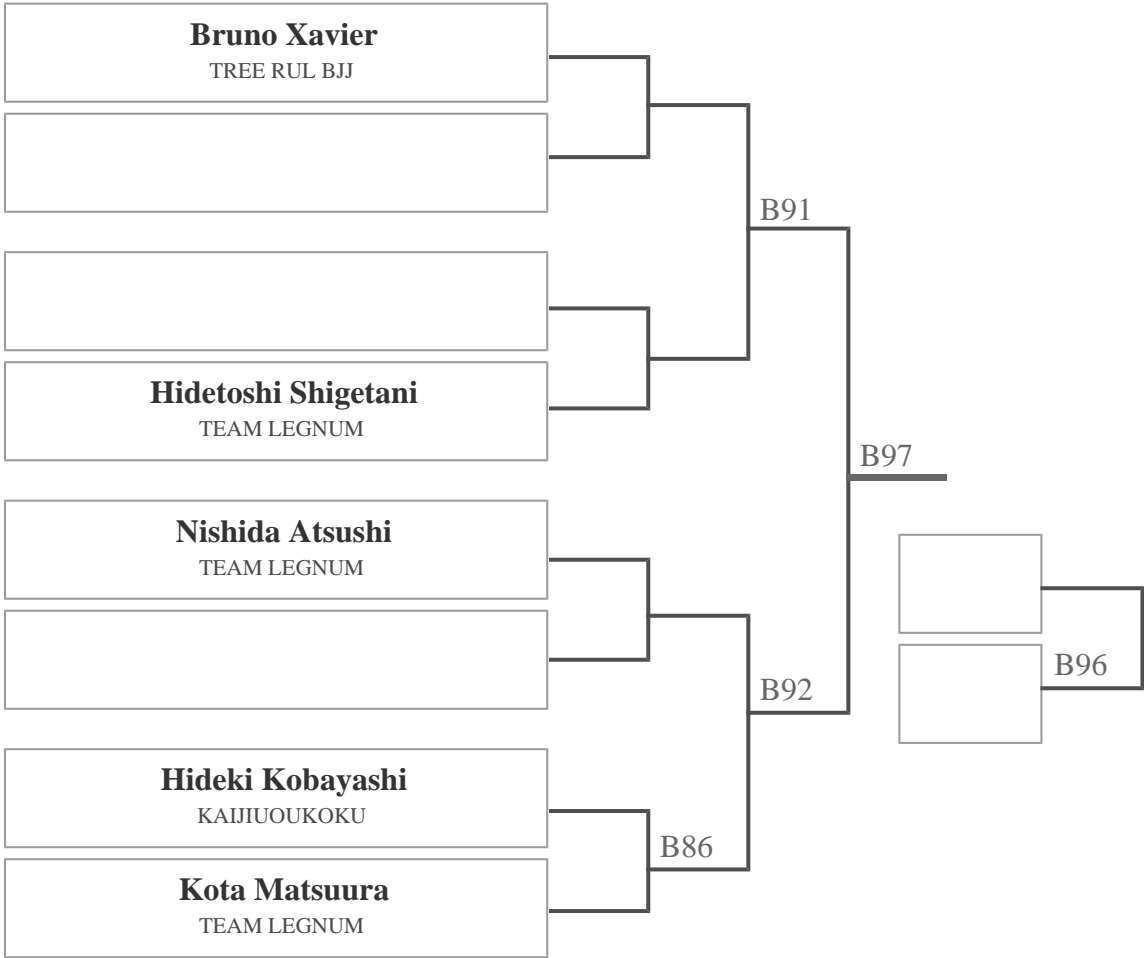 Bruno Xavier
TREE RUL BJJ
B91
Hidetoshi Shigetani
TEAM LEGNUM
B97
Nishida Atsushi
TEAM LEGNUM
B96
B92
Hideki Kobayashi
KAIJIUOUKOKU
B86
Kota Matsuura
TEAM LEGNUM